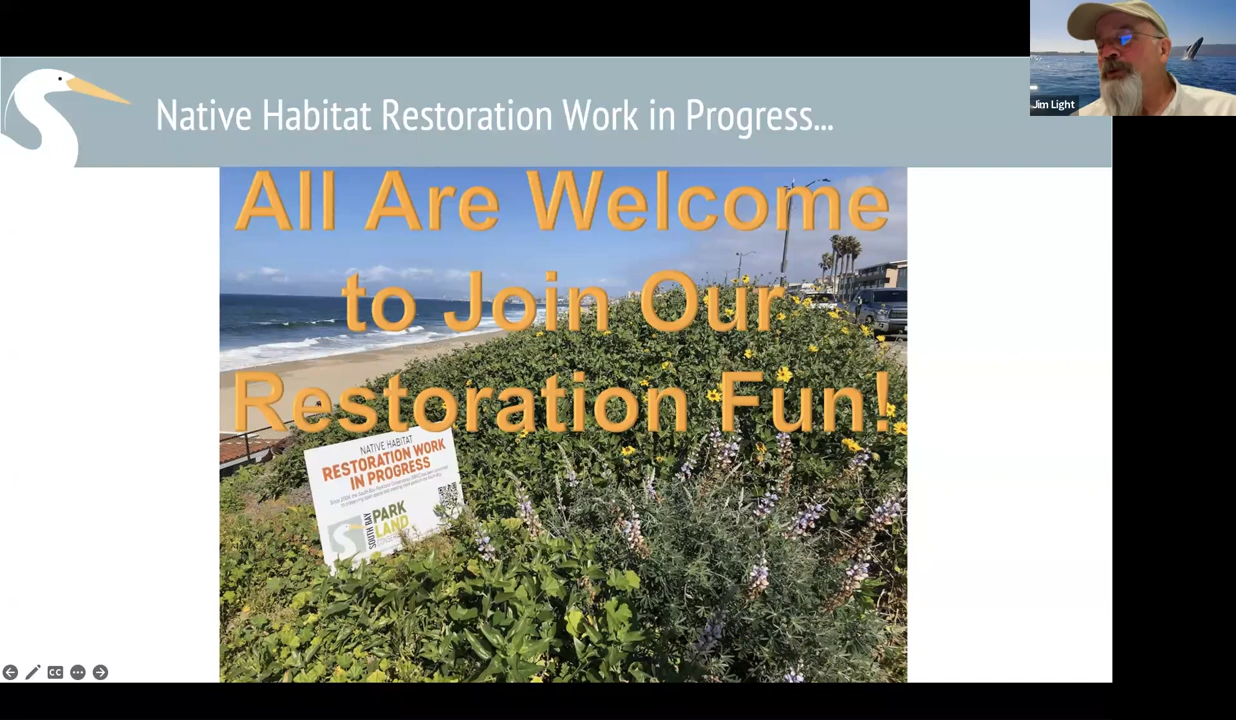 Native Habitat Restoration Work in Progress...
Jim Light
All Are Welcome
to Join Our
Restoration Fun!
NATIVE HABITAT
RESTORATION WORK
IN PROGRESS
SOUTH BAY
PARK
LAND
CC